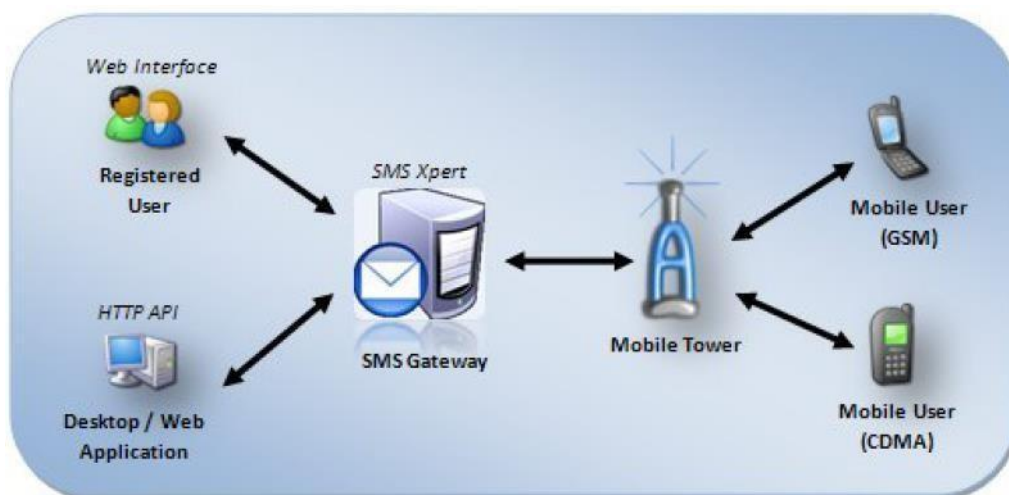 Web Interface
Registered
User
HTTP API
Desktop / Web
Application
SMS Xpert
SMS Gateway
Mobile Tower
Mobile User
(GSM)
Mobile User
(CDMA)